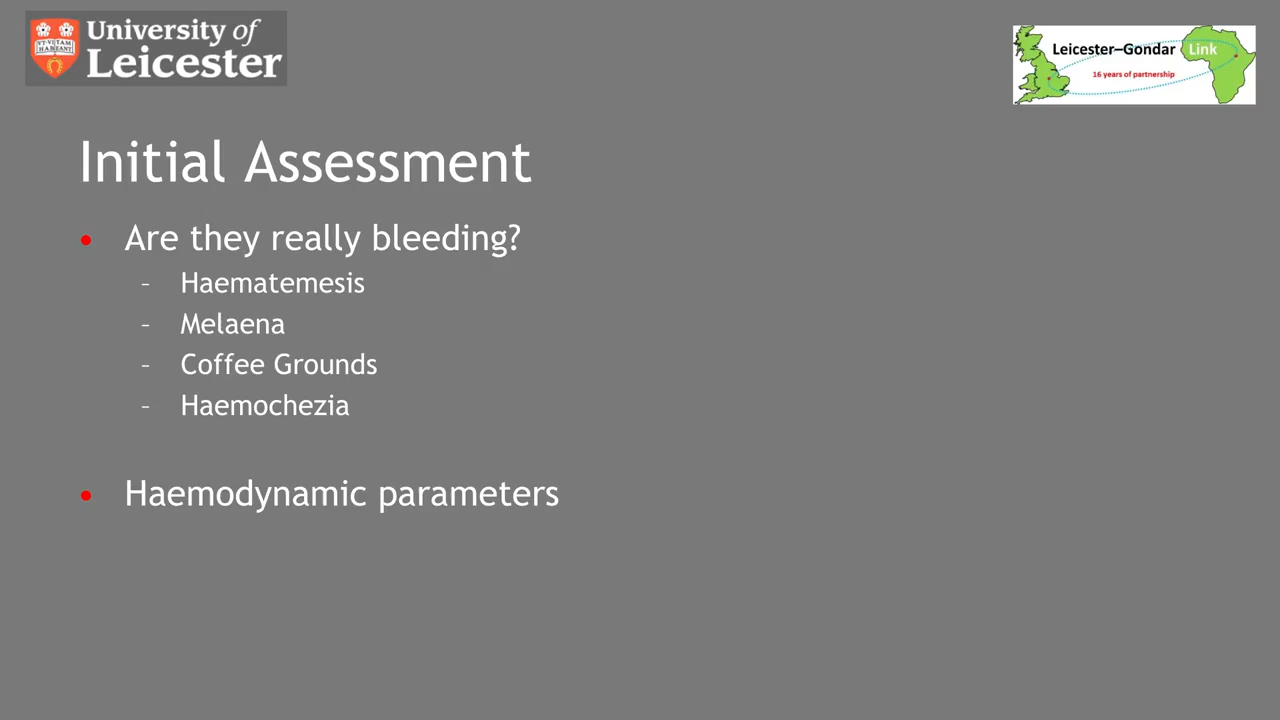 University of
Leicester
Leicester–Gondar Link
16 years of partnership
Initial Assessment
• Are they really bleeding?
– Haematemesis
– Melaena
– Coffee Grounds
– Haemochezia
• Haemodynamic parameters